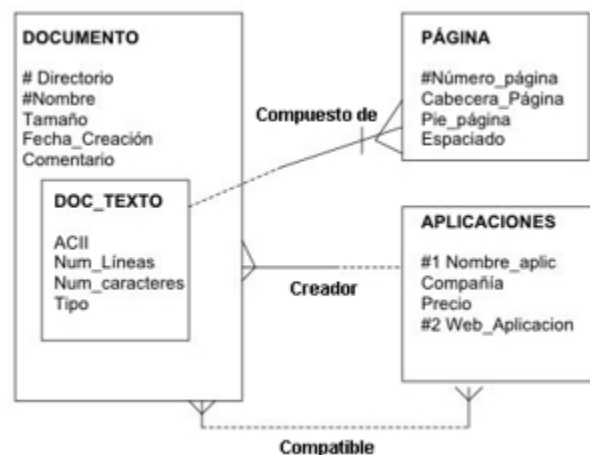 DOCUMENTO
# Directorio
#Nombre
Tamaño
Fecha_Creación
Comentario
DOC_TEXTO
ACII
Num_Líneas
Num_caracteres
Tipo
Compuesto de
PÁGINA
#Número_página
Cabecera_Página
Pie_página
Espaciado
Creador
APLICACIONES
#1 Nombre_aplic
Compañía
Precio
#2 Web_Aplicacion
Compatible